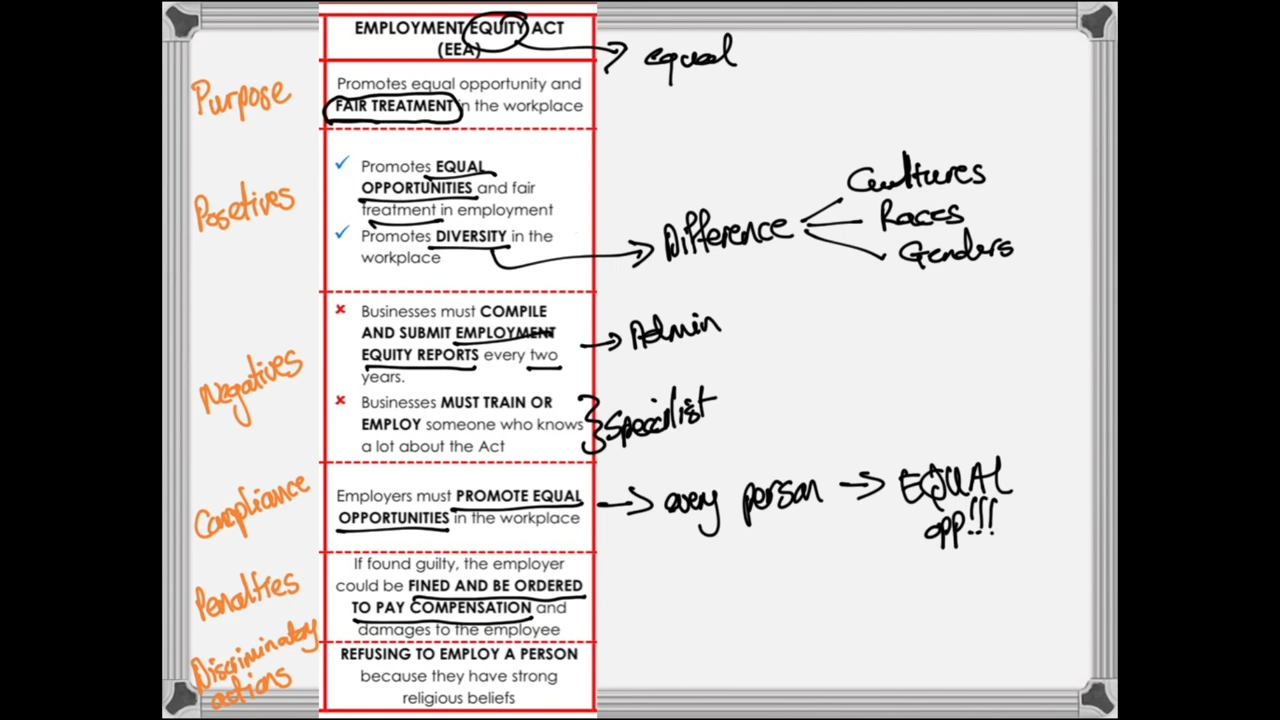 EMPLOYMENT EQUITY ACT
(EEA)
equal
Purpose
Promotes equal opportunity and
FAIR TREATMENT in the workplace
Posetives
Promotes EQUAL
OPPORTUNITIES and fair
treatment in employment
Promotes DIVERSITY in the
workplace
Difference
Cultures
Races
Genders
Negatives
Businesses must COMPILE
AND SUBMIT EMPLOYMENT
EQUITY REPORTS every two
years.
Admin
Businesses MUST TRAIN OR
EMPLOY someone who knows
a lot about the Act
Specilist
Compliance
Employers must PROMOTE EQUAL
OPPORTUNITIES in the workplace
every person
EQUAL
opp!!!
Penalties
If found guilty, the employer
could be FINED AND BE ORDERED
TO PAY COMPENSATION and
damages to the employee
Discriminatory
actions
REFUSING TO EMPLOY A PERSON
because they have strong
religious beliefs